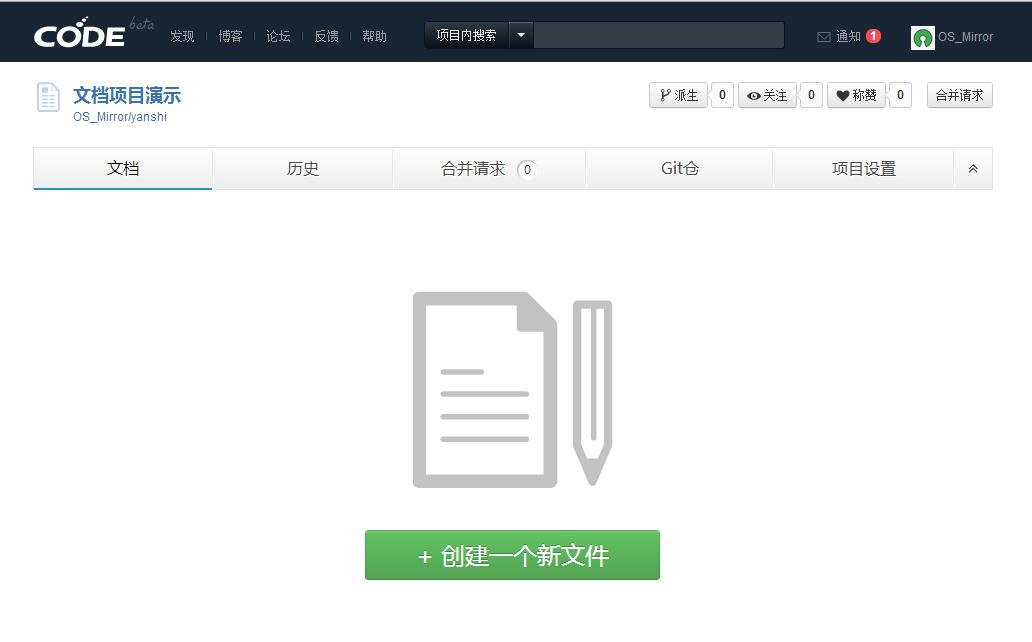 CODE beta 发现 博客 论坛 反馈 帮助 项目内搜索 通知 1 OS_Mirror
文档项目演示 派生 0 关注 0 称赞 0 合并请求
OS_Mirror/yanshi
文档 历史 合并请求 0 Git仓 项目设置
+ 创建一个新文件